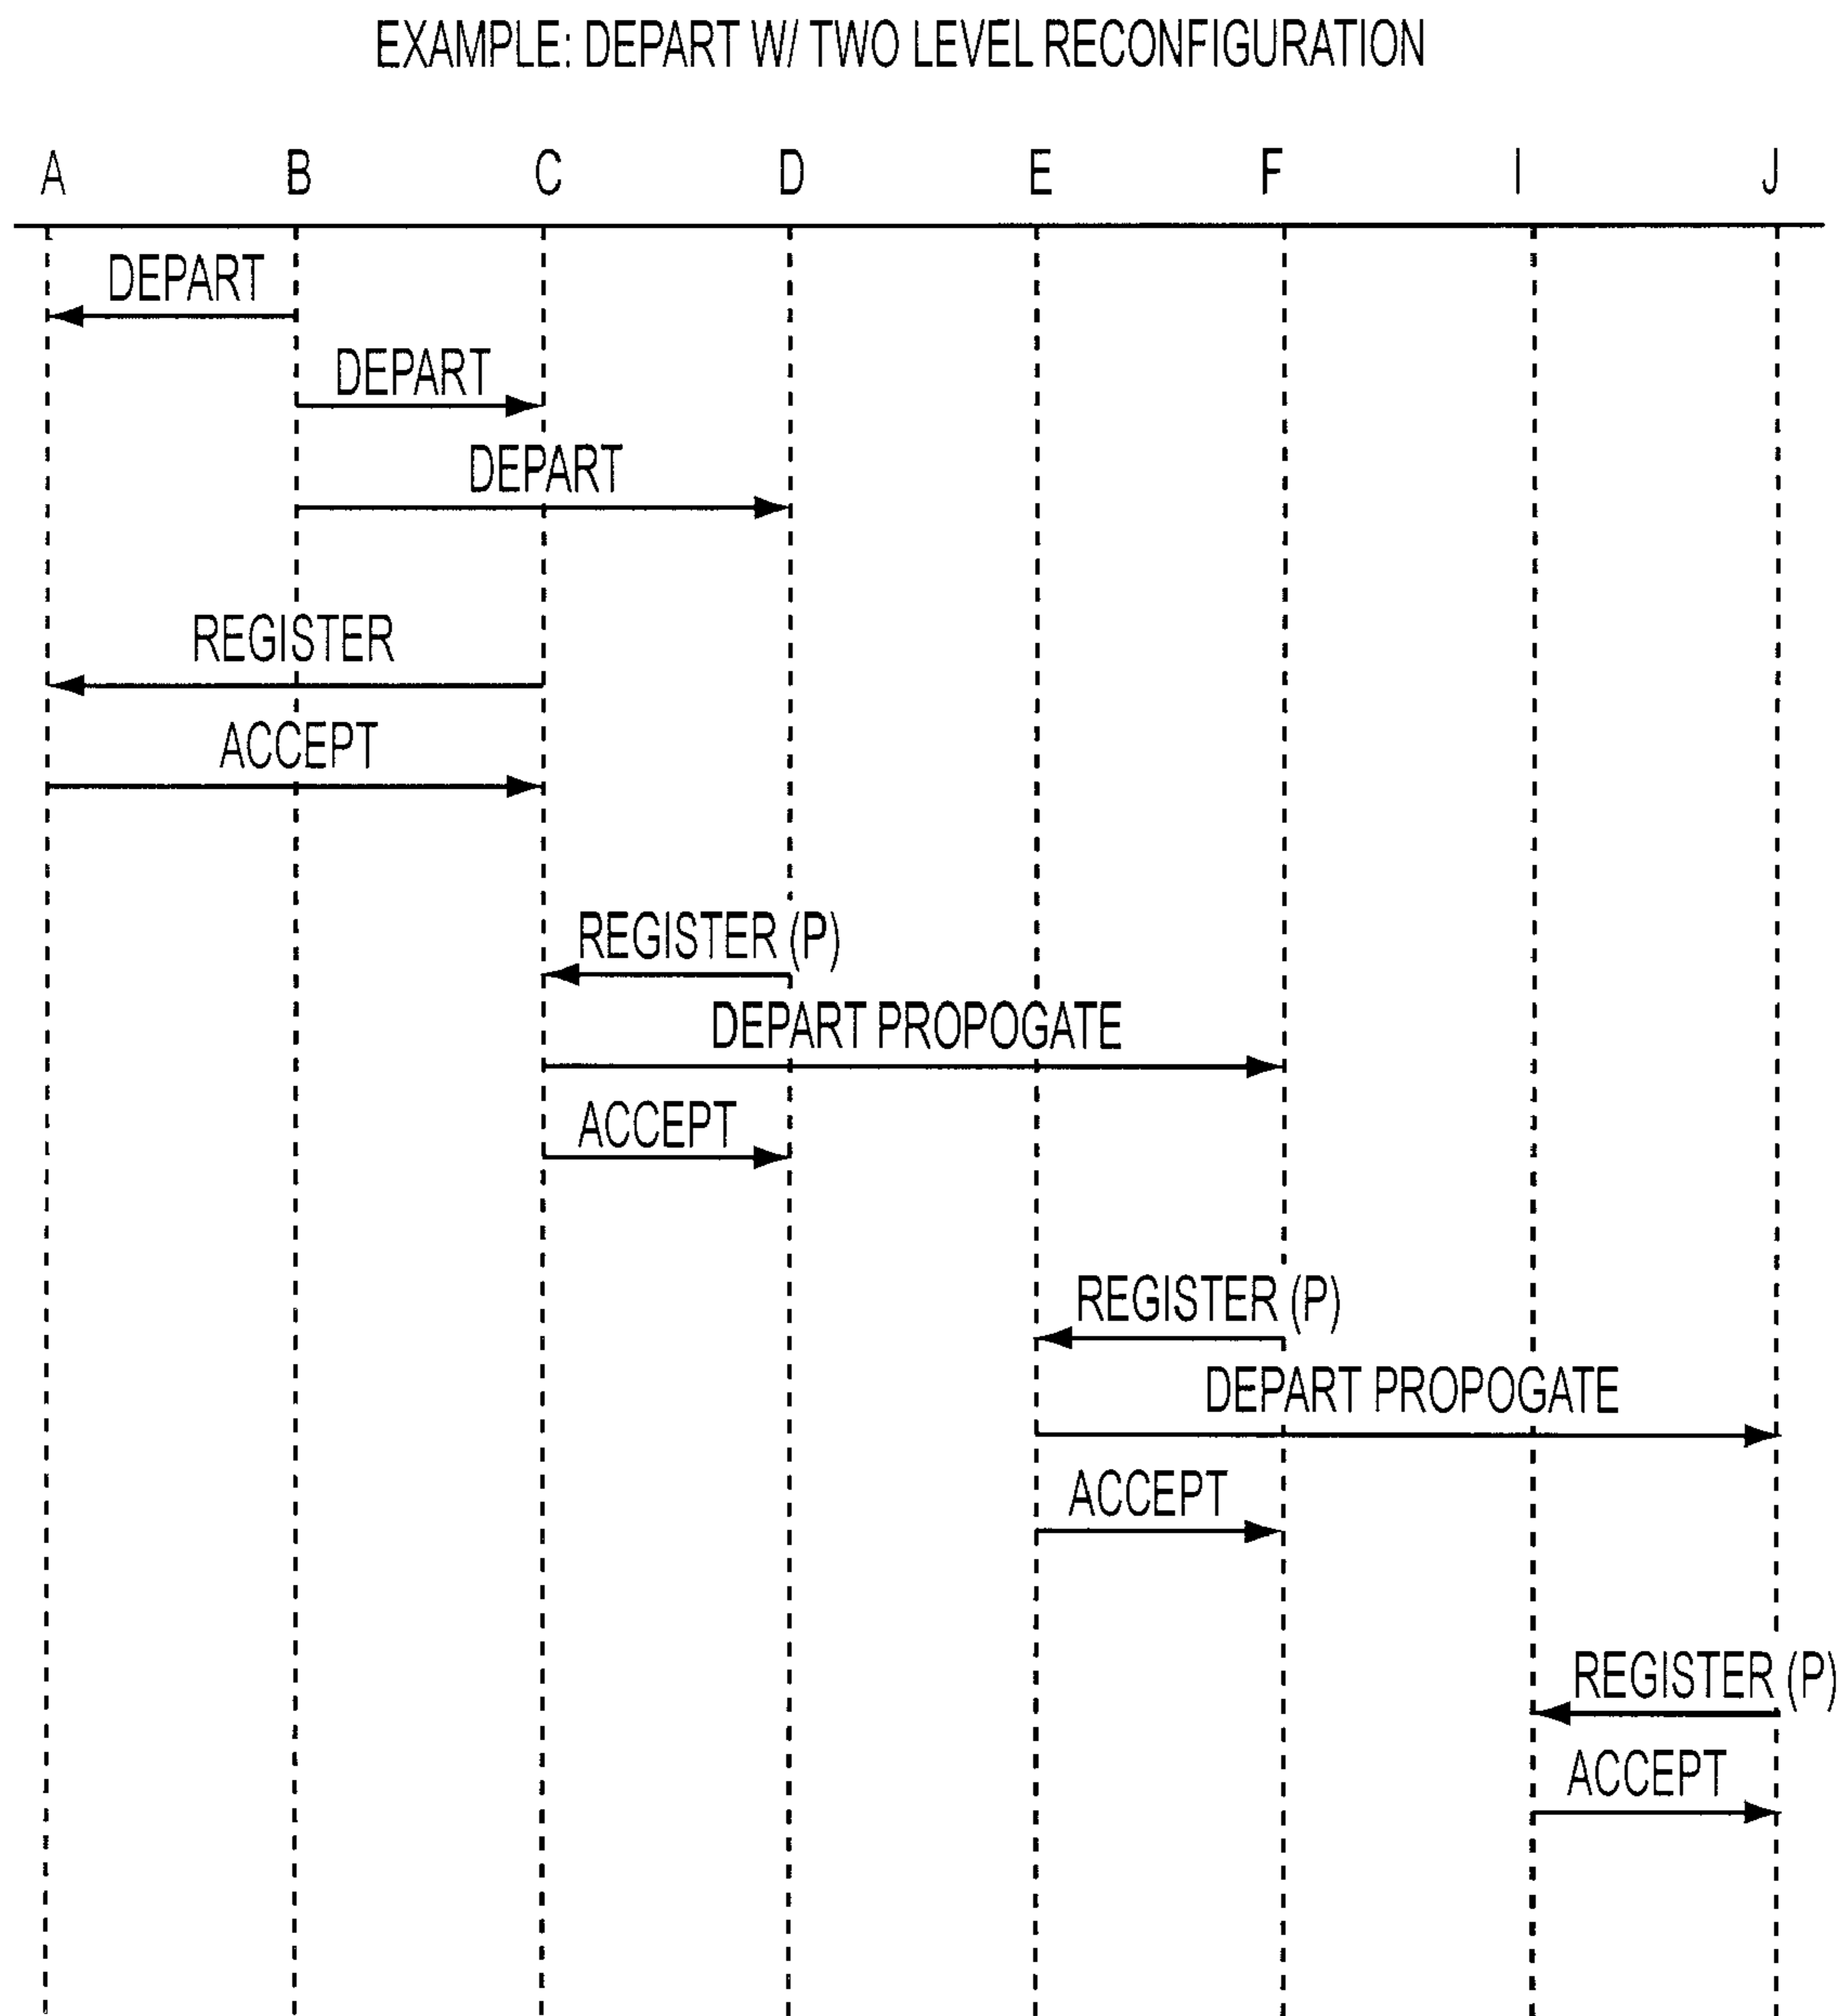 EXAMPLE: DEPART W/ TWO LEVEL RECONFIGURATION
A B C D E F I J
DEPART
DEPART
DEPART
REGISTER
ACCEPT
REGISTER (P)
DEPART PROPOGATE
ACCEPT
REGISTER (P)
DEPART PROPOGATE
ACCEPT
REGISTER (P)
ACCEPT